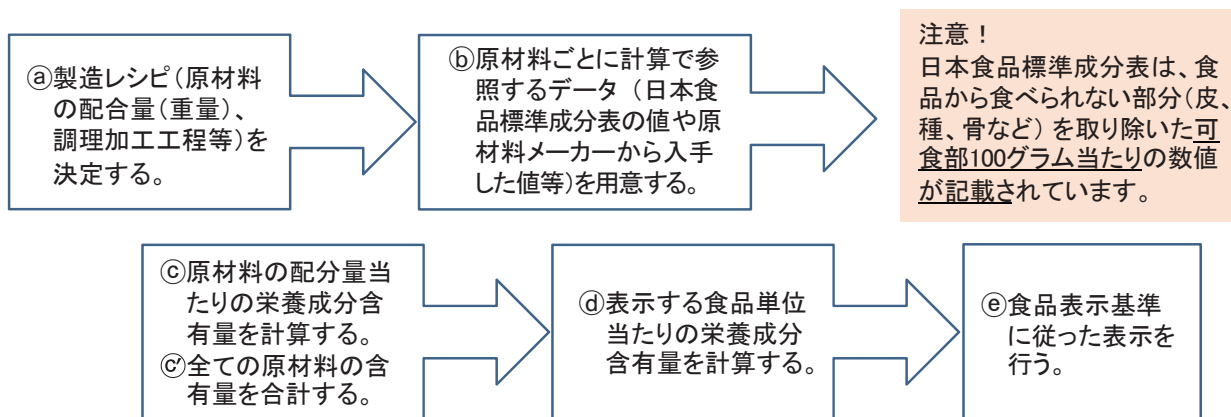 ⓐ製造レシピ(原材料
の配合量(重量)、
調理加工工程等)を
決定する。
ⓑ原材料ごとに計算で参
照するデータ (日本食
品標準成分表の値や原
材料メーカーから入手
した値等)を用意する。
注意！
日本食品標準成分表は、食
品から食べられない部分(皮、
種、骨など) を取り除いた可
食部100グラム当たりの数値
が記載されています。
ⓒ原材料の配分量当
たりの栄養成分含
有量を計算する。
ⓒ'全ての原材料の含
有量を合計する。
ⓓ表示する食品単位
当たりの栄養成分
含有量を計算する。
ⓔ食品表示基準
に従った表示を
行う。